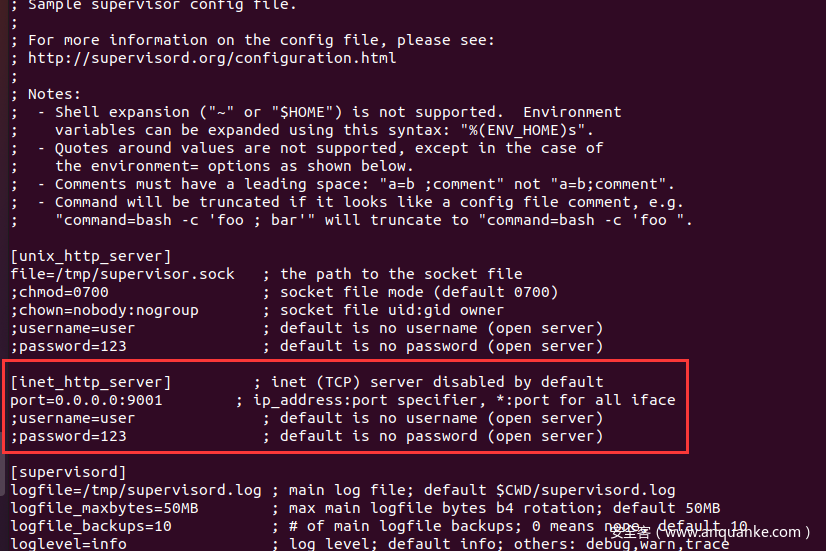 ; Sample supervisor config file.
;
; For more information on the config file, please see:
; http://supervisord.org/configuration.html
;
; Notes:
;  - Shell expansion ("~" or "$HOME") is not supported.  Environment
;    variables can be expanded using this syntax: "%(ENV_HOME)s".
;  - Quotes around values are not supported, except in the case of
;    the environment= options as shown below.
;  - Comments must have a leading space: "a=b ;comment" not "a=b;comment".
;  - Command will be truncated if it looks like a config file comment, e.g.
;    "command=bash -c 'foo ; bar'" will truncate to "command=bash -c 'foo ".
[unix_http_server]
file=/tmp/supervisor.sock   ; the path to the socket file
;chmod=0700                 ; socket file mode (default 0700)
;chown=nobody:nogroup       ; socket file uid:gid owner
;username=user              ; default is no username (open server)
;password=123               ; default is no password (open server)
[inet_http_server]         ; inet (TCP) server disabled by default
port=0.0.0.0:9001        ; ip_address:port specifier, *:port for all iface
;username=user              ; default is no username (open server)
;password=123               ; default is no password (open server)
[supervisord]
logfile=/tmp/supervisord.log ; main log file; default $CWD/supervisord.log
logfile_maxbytes=50MB        ; max main logfile bytes b4 rotation; default 50MB
logfile_backups=10           ; # of main logfile backups; 0 means none, default 10
loglevel=info                ; log level; default info; others: debug,warn,trace
安全客 ( www.anquanke.com )